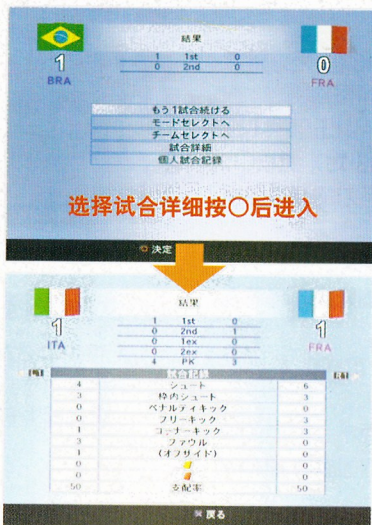 結果
1 1st 0
1 0 2nd 0 0
BRA FRA
もう1試合続ける
モードセレクトへ
チームセレクトへ
試合詳細
個人試合記録
选择试合详细按○后进入
決定
結果
1 1st 0
1 0 2nd 1 1
ITA 0 1ex 0 FRA
0 2ex 0
4 PK 3
L1 試合記録 R1
4 シュート 6
3 枠内シュート 3
0 ペナルティキック 0
0 フリーキック 3
1 コーナーキック 3
3 ファウル 0
1 (オフサイド) 0
0 0
0 0
50 支配率 50
戻る